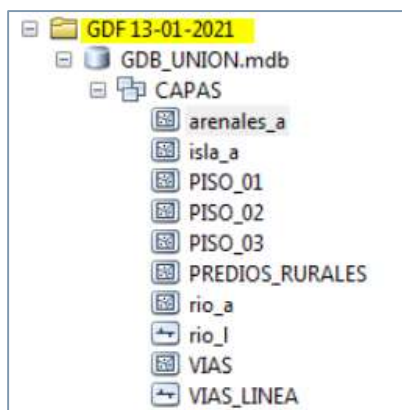 GDF 13-01-2021
GDB_UNION.mdb
CAPAS
arenales_a
isla_a
PISO_01
PISO_02
PISO_03
PREDIOS_RURALES
rio_a
rio_l
VIAS
VIAS_LINEA